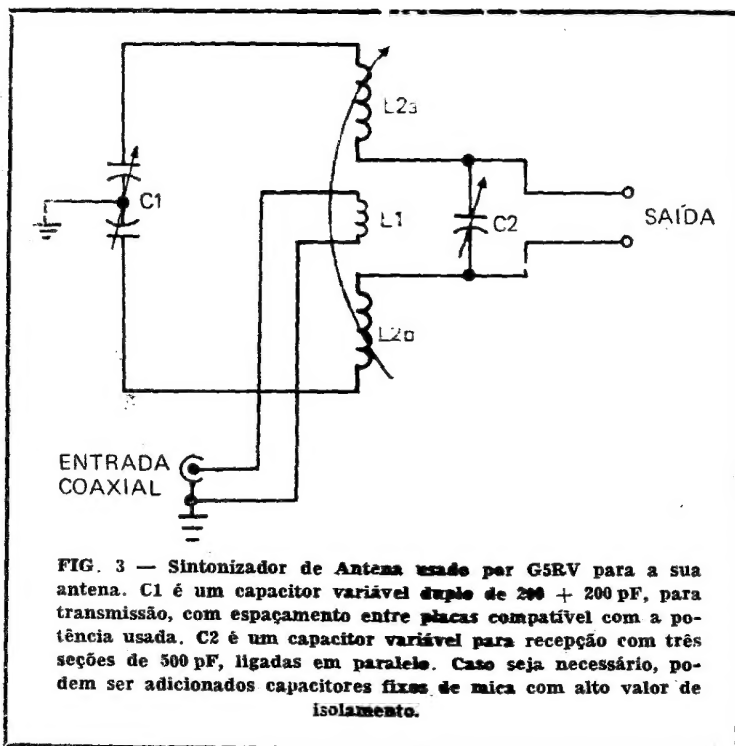 L2a
C1
L1
C2
SAÍDA
L2b
ENTRADA
COAXIAL
FIG. 3 — Sintonizador de Antena usado por G5RV para a sua
antena. C1 é um capacitor variável duplo de 200 + 200 pF, para
transmissão, com espaçamento entre placas compatível com a po-
tência usada. C2 é um capacitor variável para recepção com três
seções de 500 pF, ligadas em paralelo. Caso seja necessário, po-
dem ser adicionados capacitores fixos de mica com alto valor de
isolamento.